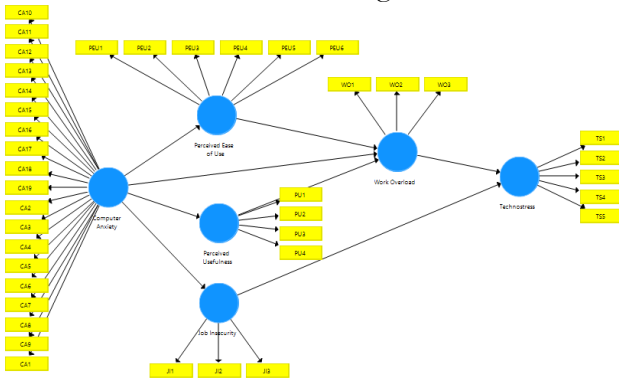 CA10
CA11
CA12
CA13
CA14
CA15
CA16
CA17
CA18
CA19
CA2
CA3
CA4
CA5
CA6
CA7
CA8
CA9
CA1
PEU1 PEU2 PEU3 PEU4 PEU5 PEU6
Perceived Ease
of Use
WO1 WO2 WO3
Work Overload
Computer
Anxiety
PU1
PU2
PU3
PU4
Perceived
Usefulness
TS1
TS2
TS3
TS4
TS5
Technostress
Job Insecurity
JI1 JI2 JI3